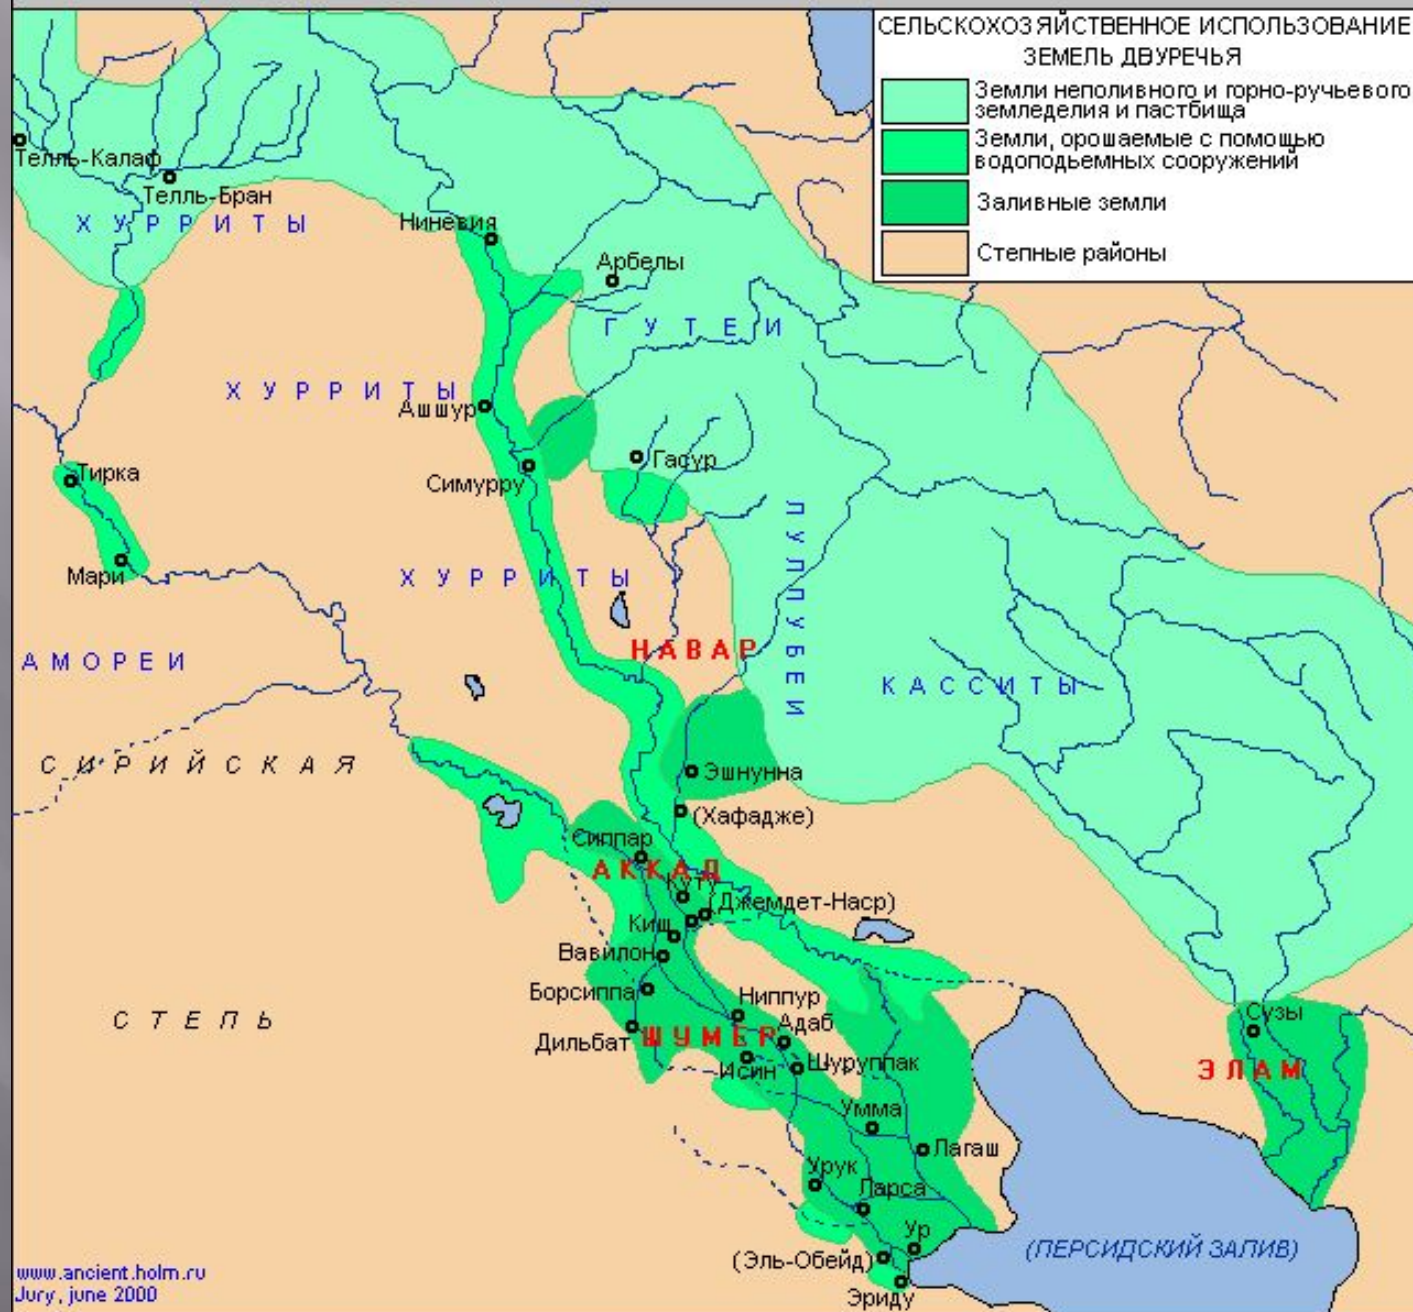 СЕЛЬСКОХОЗЯЙСТВЕННОЕ ИСПОЛЬЗОВАНИЕ
ЗЕМЕЛЬ ДВУРЕЧЬЯ
Земли неполивного и горно-ручьевого
земледелия и пастбища
Земли, орошаемые с помощью
водоподьемных сооружений
Заливные земли
Степные районы
Телль-Калаф
Телль-Бран
ХУРРИТЫ
Ниневия
Арбелы
ГУТЕИ
ХУРРИТЫ
Ашшур
Гасур
Тирка
Симурру
ЛУЛЛУБЕИ
Мари
ХУРРИТЫ
НАВАР
АМОРЕИ
КАССИТЫ
СИРИЙСКАЯ
Эшнунна
(Хафадже)
Сиппар
АККАД
Куту
(Джемдет-Наср)
Киш
Вавилон
Борсиппа
Ниппур
СТЕПЬ
Адаб
Сузы
Дильбат
ШУМЕР
Исин
Шуруппак
ЭЛАМ
Умма
Лагаш
Урук
Ларса
Ур
(ПЕРСИДСКИЙ ЗАЛИВ)
(Эль-Обейд)
Эриду
www.ancient.holm.ru
Jury, june 2000